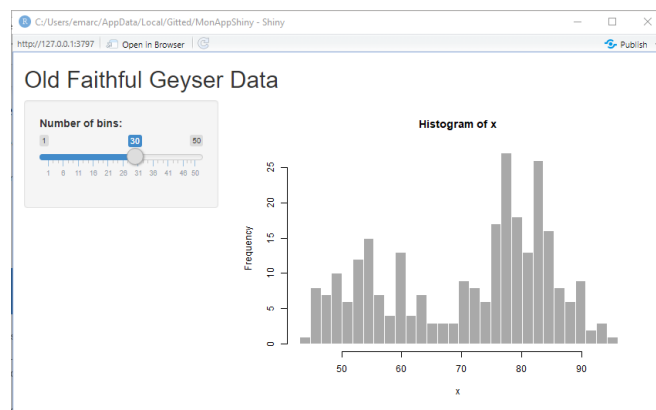 C:/Users/emarc/AppData/Local/Gitted/MonAppShiny - Shiny
http://127.0.0.1:3797 Open in Browser Publish
Old Faithful Geyser Data
Number of bins:
1 30 50
1 6 11 16 21 26 31 36 41 46 50
Histogram of x
Frequency
0 5 10 15 20 25
50 60 70 80 90
x